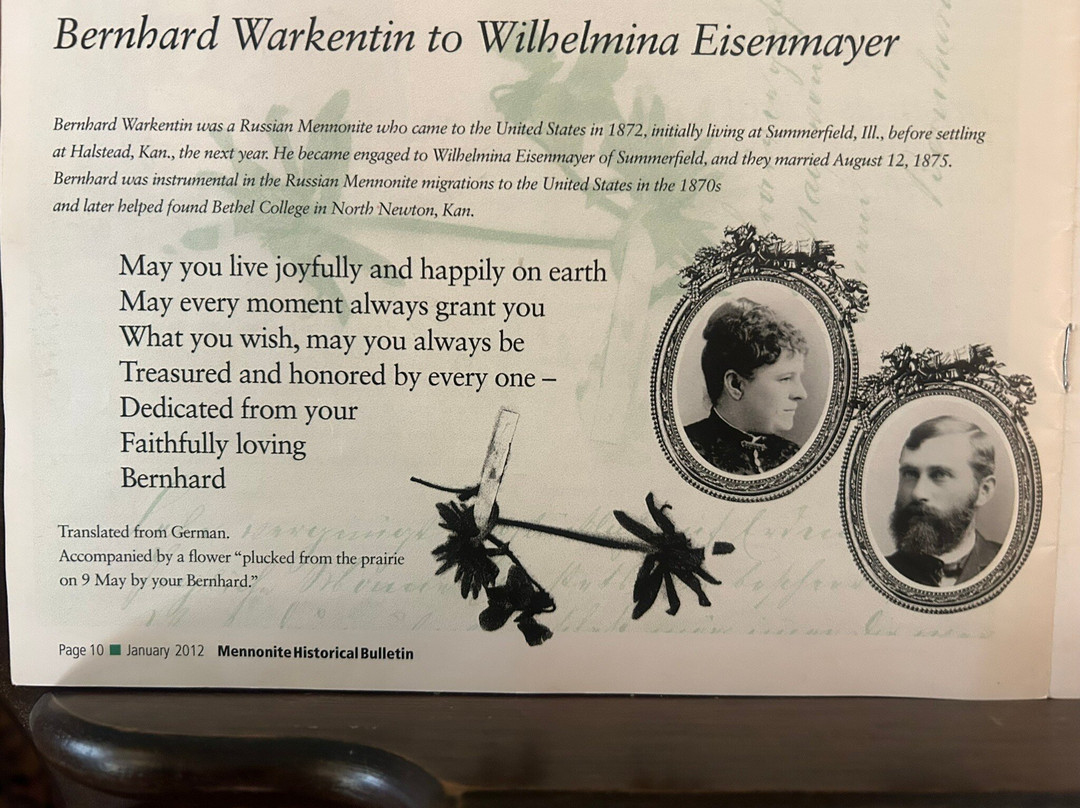 Bernhard Warkentin to Wilhelmina Eisenmayer
Bernhard Warkentin was a Russian Mennonite who came to the United States in 1872, initially living at Summerfield, Ill., before settling
at Halstead, Kan., the next year. He became engaged to Wilhelmina Eisenmayer of Summerfield, and they married August 12, 1875.
Bernhard was instrumental in the Russian Mennonite migrations to the United States in the 1870s
and later helped found Bethel College in North Newton, Kan.
May you live joyfully and happily on earth
May every moment always grant you
What you wish, may you always be
Treasured and honored by every one –
Dedicated from your
Faithfully loving
Bernhard
Translated from German.
Accompanied by a flower “plucked from the prairie
on 9 May by your Bernhard.”
Page 10 ■ January 2012 Mennonite Historical Bulletin